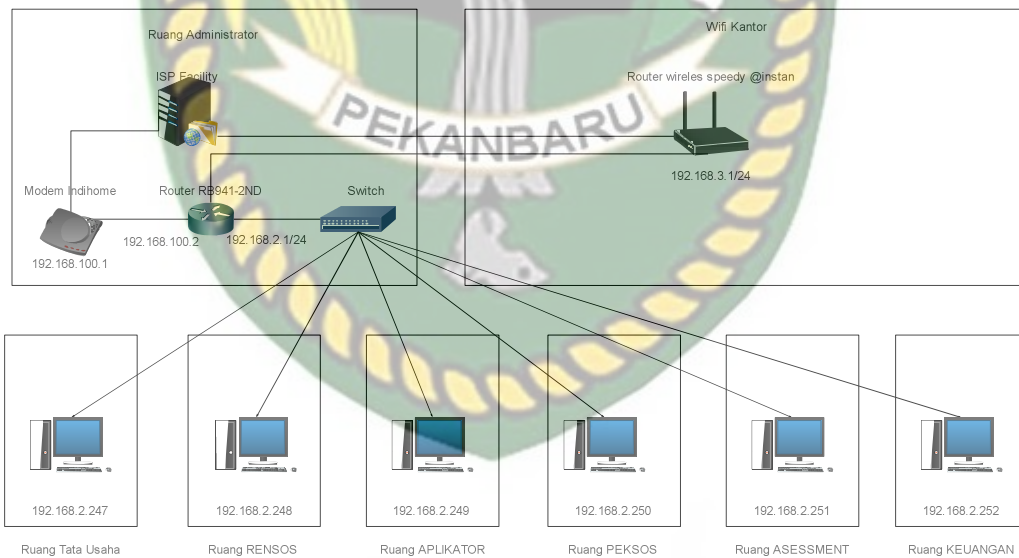 Ruang Administrator
Wifi Kantor
ISP Facility
Router wireles speedy @instan
PEKANBARU
192.168.3.1/24
Modem Indihome
Router RB941-2ND
Switch
192.168.100.2
192.168.2.1/24
192.168.100.1
192.168.2.247
192.168.2.248
192.168.2.249
192.168.2.250
192.168.2.251
192.168.2.252
Ruang Tata Usaha
Ruang RENSOS
Ruang APLIKATOR
Ruang PEKSOS
Ruang ASESSMENT
Ruang KEUANGAN